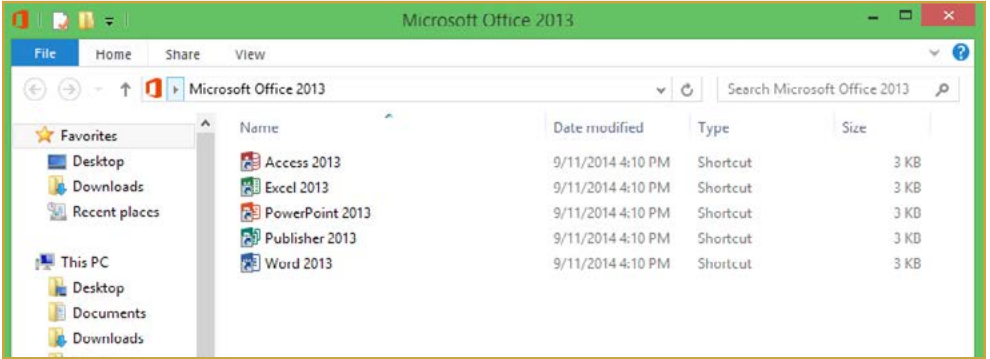 Microsoft Office 2013
File Home Share View
Microsoft Office 2013 Search Microsoft Office 2013
Name Date modified Type Size
Favorites
Desktop Access 2013 9/11/2014 4:10 PM Shortcut 3 KB
Downloads Excel 2013 9/11/2014 4:10 PM Shortcut 3 KB
Recent places PowerPoint 2013 9/11/2014 4:10 PM Shortcut 3 KB
Publisher 2013 9/11/2014 4:10 PM Shortcut 3 KB
This PC Word 2013 9/11/2014 4:10 PM Shortcut 3 KB
Desktop
Documents
Downloads